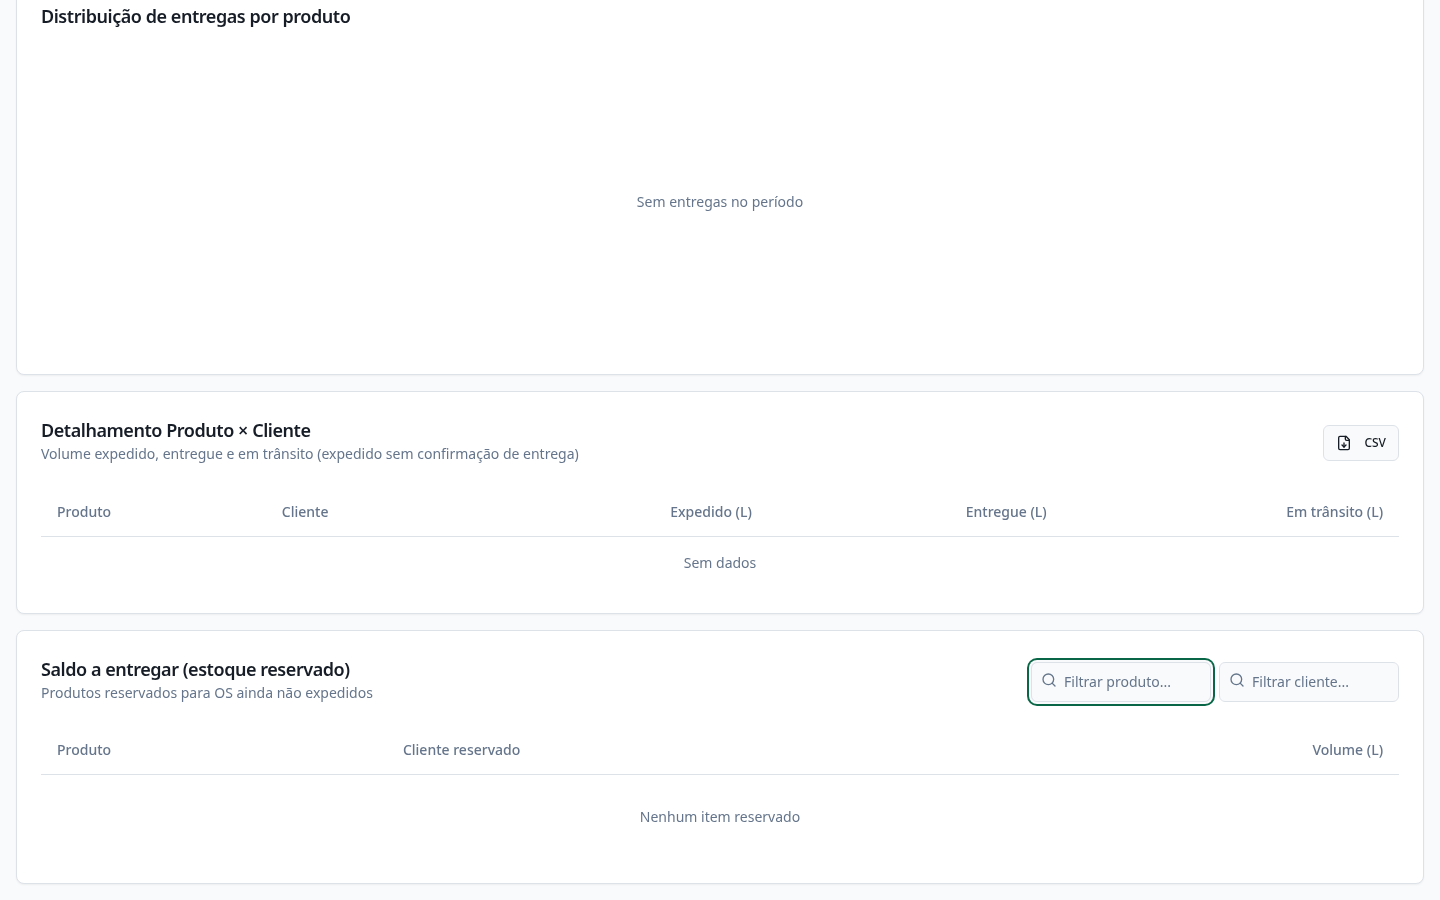 Distribuição de entregas por produto
Sem entregas no período
Detalhamento Produto × Cliente
Volume expedido, entregue e em trânsito (expedido sem confirmação de entrega)
CSV
Produto Cliente Expedido (L) Entregue (L) Em trânsito (L)
Sem dados
Saldo a entregar (estoque reservado)
Produtos reservados para OS ainda não expedidos
Filtrar produto... Filtrar cliente...
Produto Cliente reservado Volume (L)
Nenhum item reservado